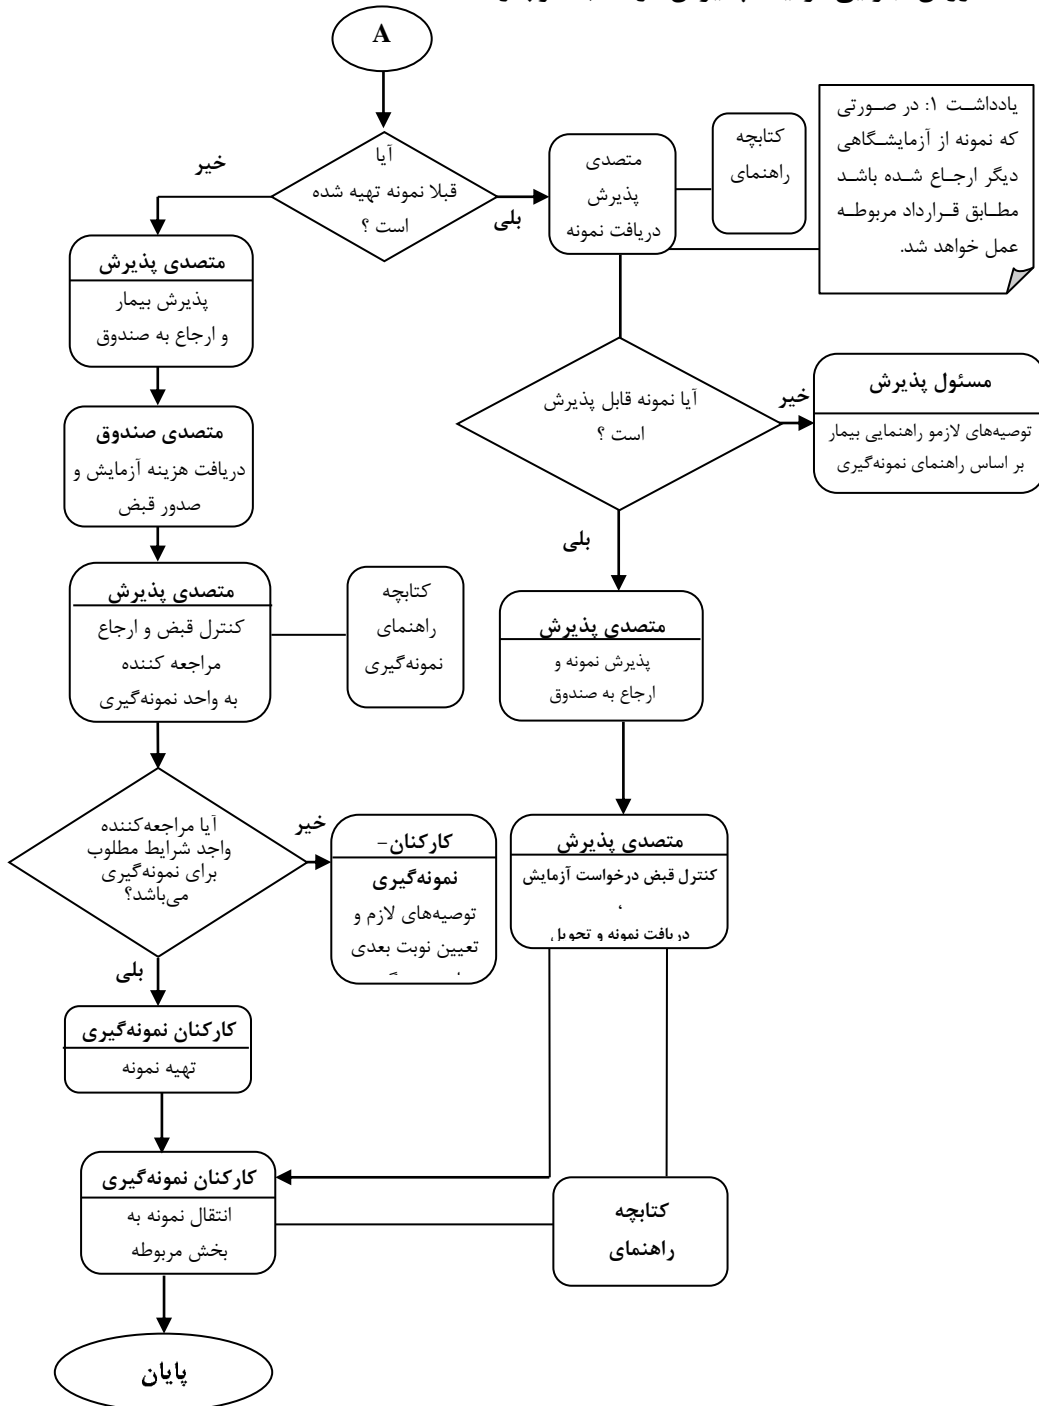 A
آیا
قبلا نمونه تهیه شده
است ؟
خیر
بلی
متصدی
پذیرش
دریافت نمونه
کتابچه
راهنمای
یادداشت ۱: در صورتی
که نمونه از آزمایشگاهی
دیگر ارجاع شده باشد
مطابق قرارداد مربوطه
عمل خواهد شد.
متصدی پذیرش
پذیرش بیمار
و ارجاع به صندوق
آیا نمونه قابل پذیرش
است ؟
خیر
مسئول پذیرش
توصیه‌های لازمو راهنمایی بیمار
بر اساس راهنمای نمونه‌گیری
متصدی صندوق
دریافت هزینه آزمایش و
صدور قبض
بلی
متصدی پذیرش
کنترل قبض و ارجاع
مراجعه کننده
به واحد نمونه‌گیری
کتابچه
راهنمای
نمونه‌گیری
متصدی پذیرش
پذیرش نمونه و
ارجاع به صندوق
آیا مراجعه‌کننده
واجد شرایط مطلوب
برای نمونه‌گیری
می‌باشد؟
خیر
کارکنان-
نمونه‌گیری
توصیه‌های لازم و
تعیین نوبت بعدی
متصدی پذیرش
کنترل قبض درخواست آزمایش
،
دریافت نمونه و تحویل
بلی
کارکنان نمونه‌گیری
تهیه نمونه
کارکنان نمونه‌گیری
انتقال نمونه به
بخش مربوطه
کتابچه
راهنمای
پایان